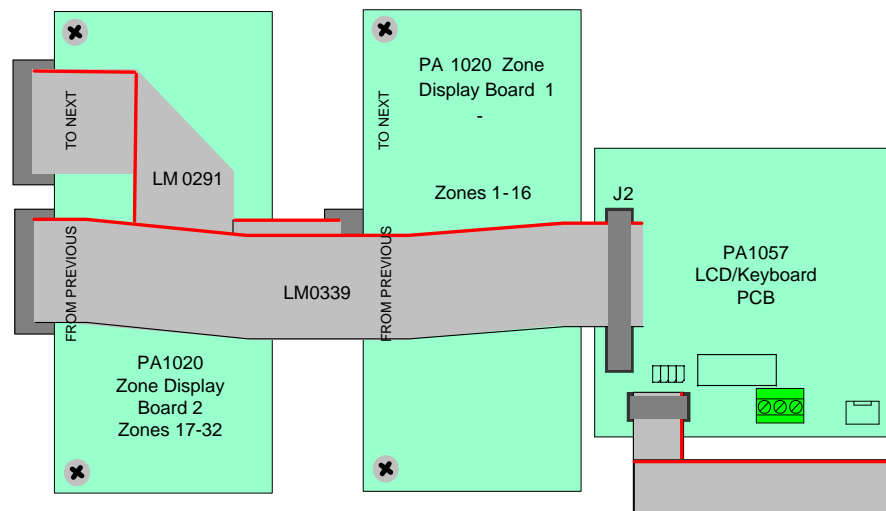 TO NEXT
LM 0291
FROM PREVIOUS
PA1020
Zone Display
Board 2
Zones 17-32
LM0339
PA 1020 Zone
Display Board 1
-
TO NEXT
Zones 1-16
FROM PREVIOUS
J2
PA1057
LCD/Keyboard
PCB